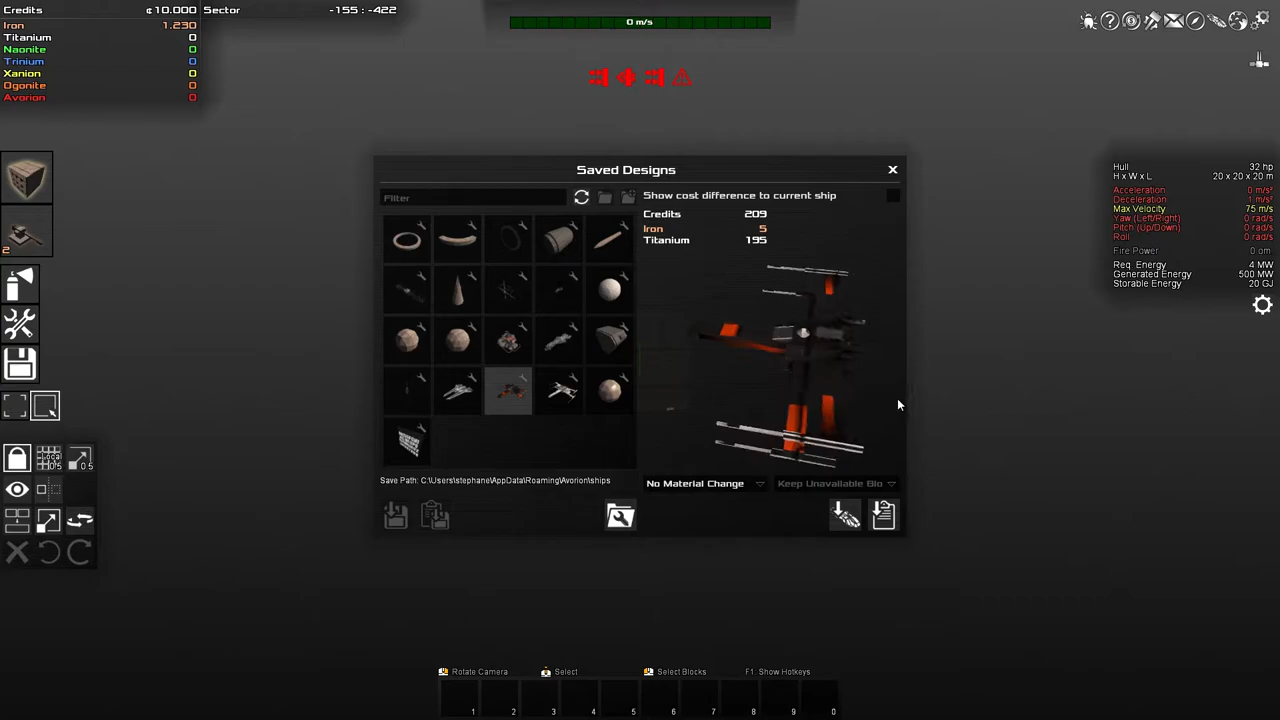 Credits ¢10.000
Sector -155 : -422
Iron 1.230
Titanium 0
Naonite 0
Trinium 0
Xanion 0
Ogonite 0
Avorion 0
0 m/s
2
Saved Designs
Filter
Show cost difference to current ship
Credits 209
Iron 5
Titanium 195
Hull 32 hp
H x W x L 20 x 20 x 20 m
Acceleration 0 m/s²
Deceleration 1 m/s²
Max Velocity 75 m/s
Yaw (Left/Right) 0 rad/s
Pitch (Up/Down) 0 rad/s
Roll 0 rad/s
Fire Power 0 om
Req. Energy 4 MW
Generated Energy 500 MW
Storable Energy 20 GJ
Save Path: C:\Users\stephane\AppData\Roaming\Avorion\ships
No Material Change
Keep Unavailable Blo
Rotate Camera
Select
Select Blocks
F1: Show Hotkeys
1 2 3 4 5 6 7 8 9 0